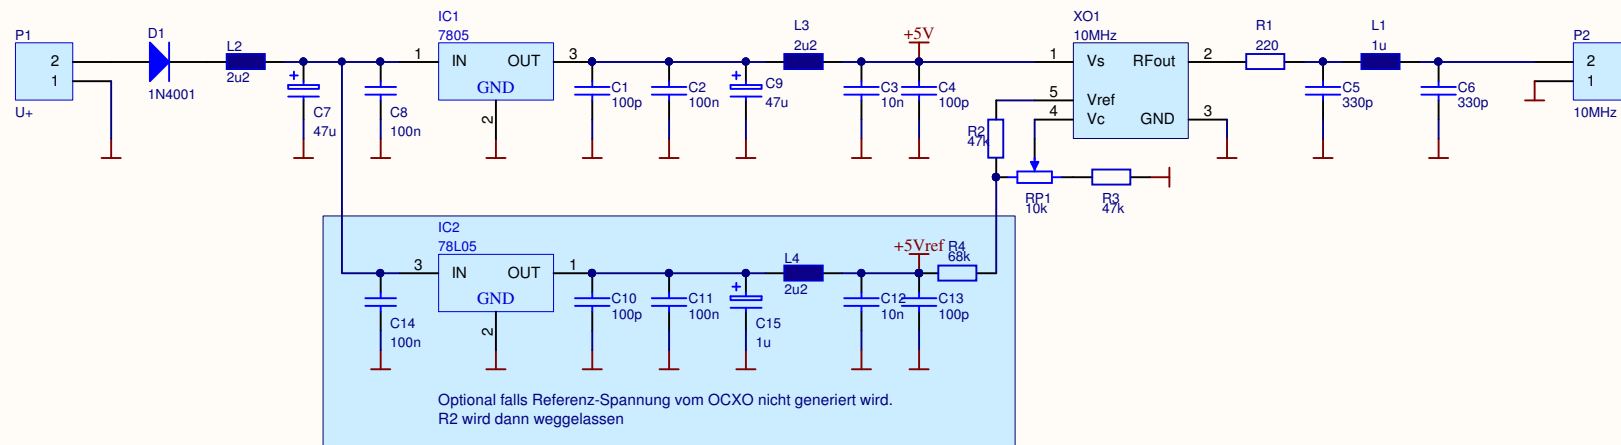 P1
2
1
U+
D1
1N4001
L2
2u2
+
C7
47u
C8
100n
IC1
7805
1
IN
OUT
GND
2
3
C1
100p
C2
100n
+
C9
47u
L3
2u2
C3
10n
+5V
C4
100p
XO1
10MHz
1
Vs
RFout
2
5
Vref
4
Vc
GND
3
R2
47k
RP1
10k
R3
47k
R1
220
C5
330p
L1
1u
C6
330p
P2
2
1
10MHz
C14
100n
IC2
78L05
3
IN
OUT
GND
2
1
C10
100p
C11
100n
+
C15
1u
L4
2u2
C12
10n
+5Vref
C13
100p
R4
68k
Optional falls Referenz-Spannung vom OCXO nicht generiert wird.
R2 wird dann weggelassen